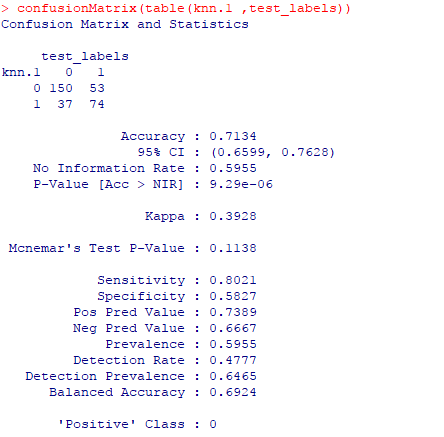 > confusionMatrix(table(knn.1 ,test_labels))
Confusion Matrix and Statistics
test_labels
knn.1 0 1
0 150 53
1 37 74
Accuracy : 0.7134
95% CI : (0.6599, 0.7628)
No Information Rate : 0.5955
P-Value [Acc > NIR] : 9.29e-06
Kappa : 0.3928
Mcnemar's Test P-Value : 0.1138
Sensitivity : 0.8021
Specificity : 0.5827
Pos Pred Value : 0.7389
Neg Pred Value : 0.6667
Prevalence : 0.5955
Detection Rate : 0.4777
Detection Prevalence : 0.6465
Balanced Accuracy : 0.6924
'Positive' Class : 0